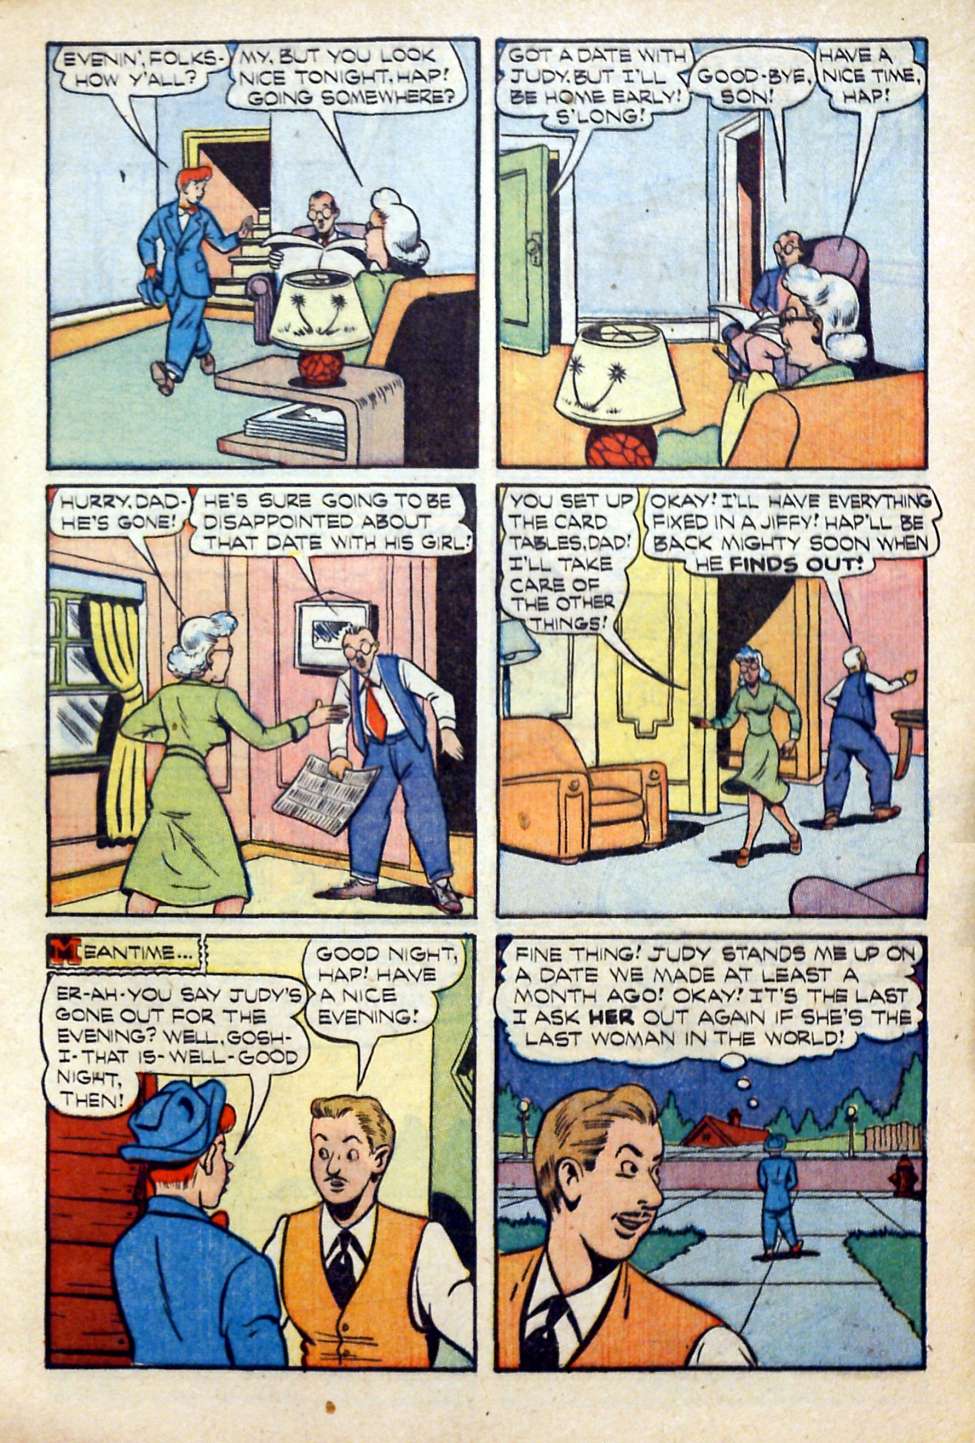 EVENIN', FOLKS-
HOW Y'ALL?
MY, BUT YOU LOOK
NICE TONIGHT, HAP!
GOING SOMEWHERE?
GOT A DATE WITH
JUDY, BUT I'LL
BE HOME EARLY!
S'LONG!
GOOD-BYE,
SON!
HAVE A
NICE TIME,
HAP!
HURRY, DAD-
HE'S GONE!
HE'S SURE GOING TO BE
DISAPPOINTED ABOUT
THAT DATE WITH HIS GIRL!
YOU SET UP
THE CARD
TABLES, DAD!
I'LL TAKE
CARE OF
THE OTHER
THINGS!
OKAY! I'LL HAVE EVERYTHING
FIXED IN A JIFFY! HAP'LL BE
BACK MIGHTY SOON WHEN
HE FINDS OUT!
MEANTIME...
ER-AH-YOU SAY JUDY'S
GONE OUT FOR THE
EVENING? WELL, GOSH-
I-THAT IS-WELL-GOOD
NIGHT,
THEN!
GOOD NIGHT,
HAP! HAVE
A NICE
EVENING!
FINE THING! JUDY STANDS ME UP ON
A DATE WE MADE AT LEAST A
MONTH AGO! OKAY! IT'S THE LAST
I ASK HER OUT AGAIN IF SHE'S THE
LAST WOMAN IN THE WORLD!